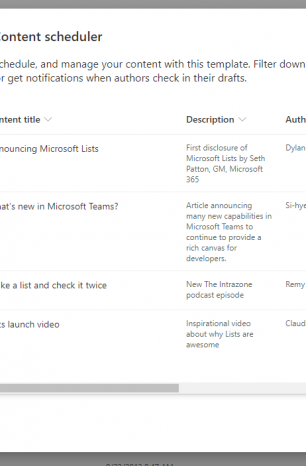 ontent scheduler
chedule, and manage your content with this template. Filter down
or get notifications when authors check in their drafts.
ntent title Description Auth
nouncing Microsoft Lists First disclosure of Dylan
Microsoft Lists by Seth
Patton, GM, Microsoft
365
at's new in Microsoft Teams? Article announcing Si-hye
many new capabilities in
Microsoft Teams to
continue to provide a
rich canvas for
developers.
ke a list and check it twice New The Intrazone Remy
podcast episode
ts launch video Inspirational video Claud
about why Lists are
awesome